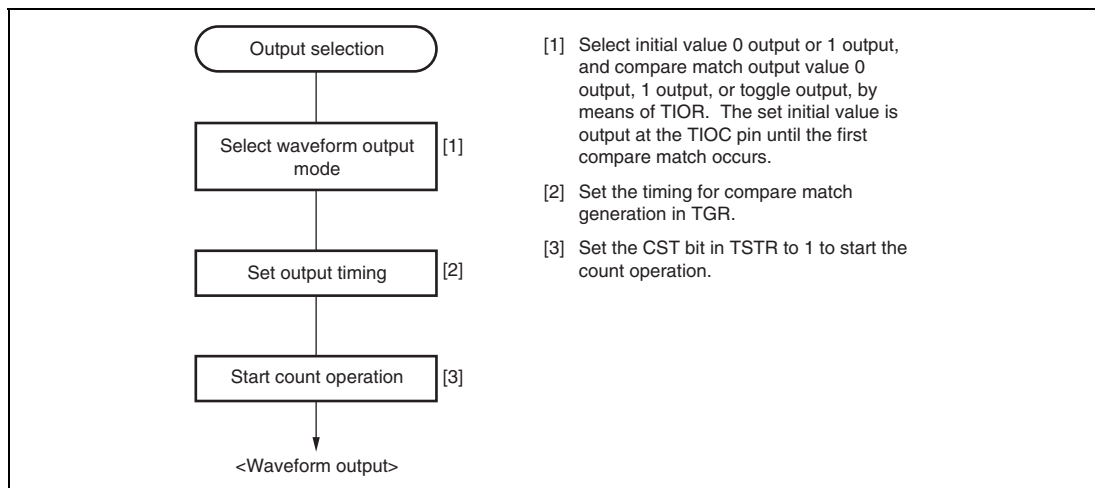 Output selection
Select waveform output
mode
[1]
Set output timing
[2]
Start count operation
[3]
<Waveform output>
[1] Select initial value 0 output or 1 output,
and compare match output value 0
output, 1 output, or toggle output, by
means of TIOR. The set initial value is
output at the TIOC pin until the first
compare match occurs.
[2] Set the timing for compare match
generation in TGR.
[3] Set the CST bit in TSTR to 1 to start the
count operation.